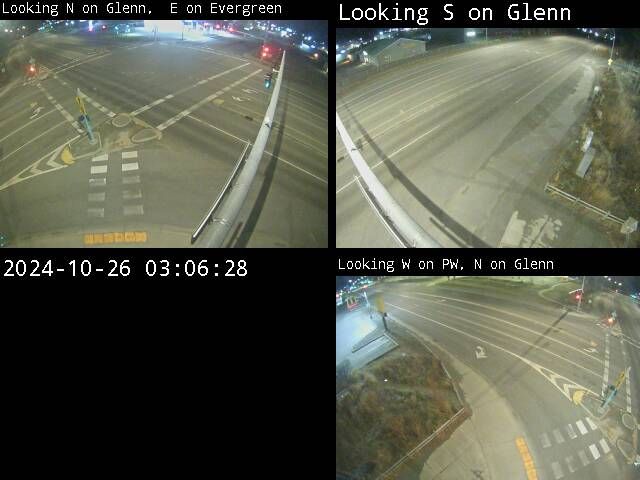 Looking N on Glenn,  E on Evergreen
Looking S on Glenn
2024-10-26 03:06:28
Looking W on PW, N on Glenn